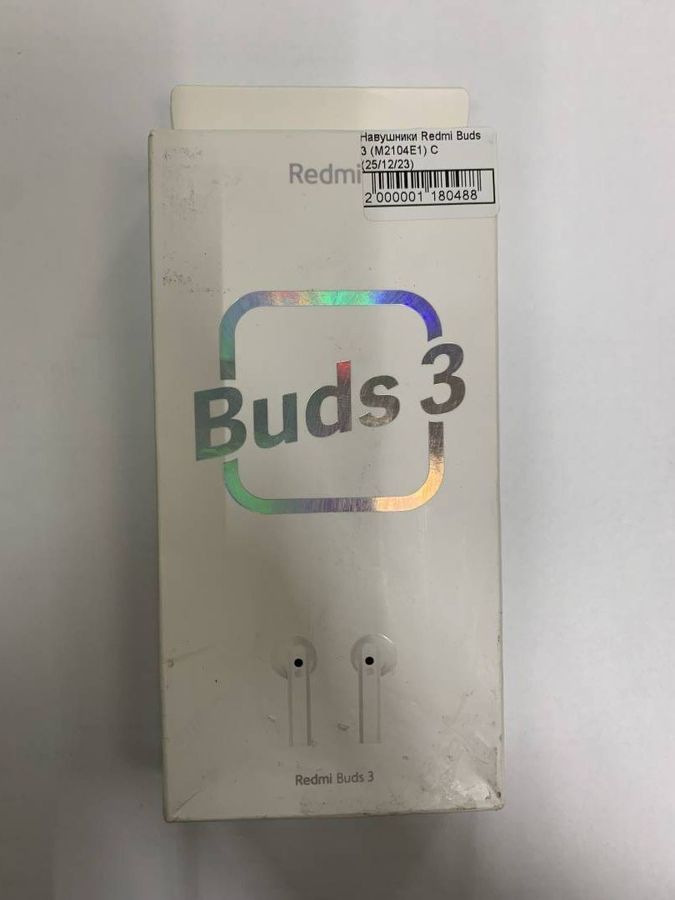 Навушники Redmi Buds
3 (M2104E1) C
(25/12/23)
2 000001 180488
Redmi
Buds 3
Redmi Buds 3